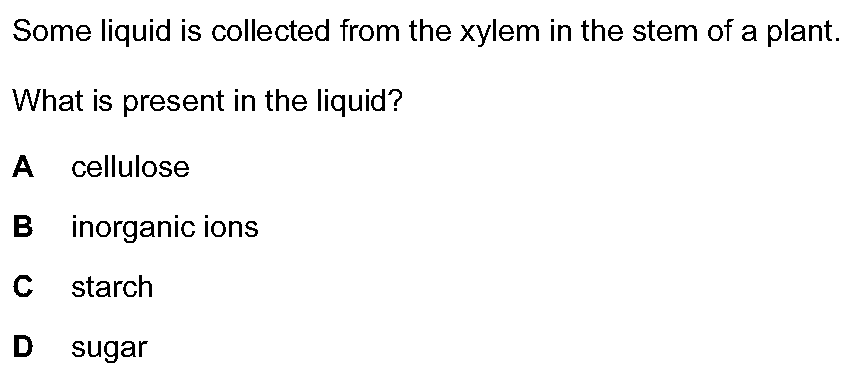 Some liquid is collected from the xylem in the stem of a plant.
What is present in the liquid?
A cellulose
B inorganic ions
C starch
D sugar